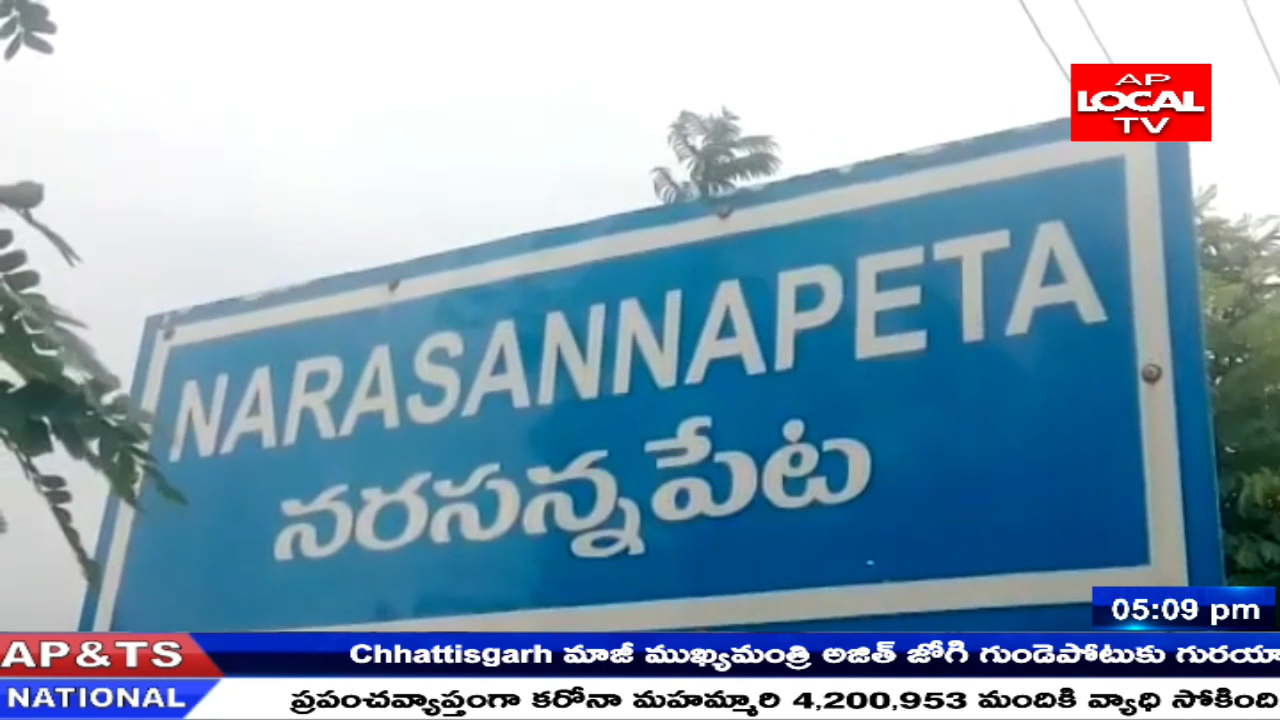 AP
LOCAL
TV
NARASANNAPETA
నరసన్నపేట
05:09 pm
AP&TS
Chhattisgarh మాజీ ముఖ్యమంత్రి అజిత్ జోగి గుండెపోటుకు గురయా
NATIONAL
ప్రపంచవ్యాప్తంగా కరోనా మహమ్మారి 4,200,953 మందికి వ్యాధి సోకింది